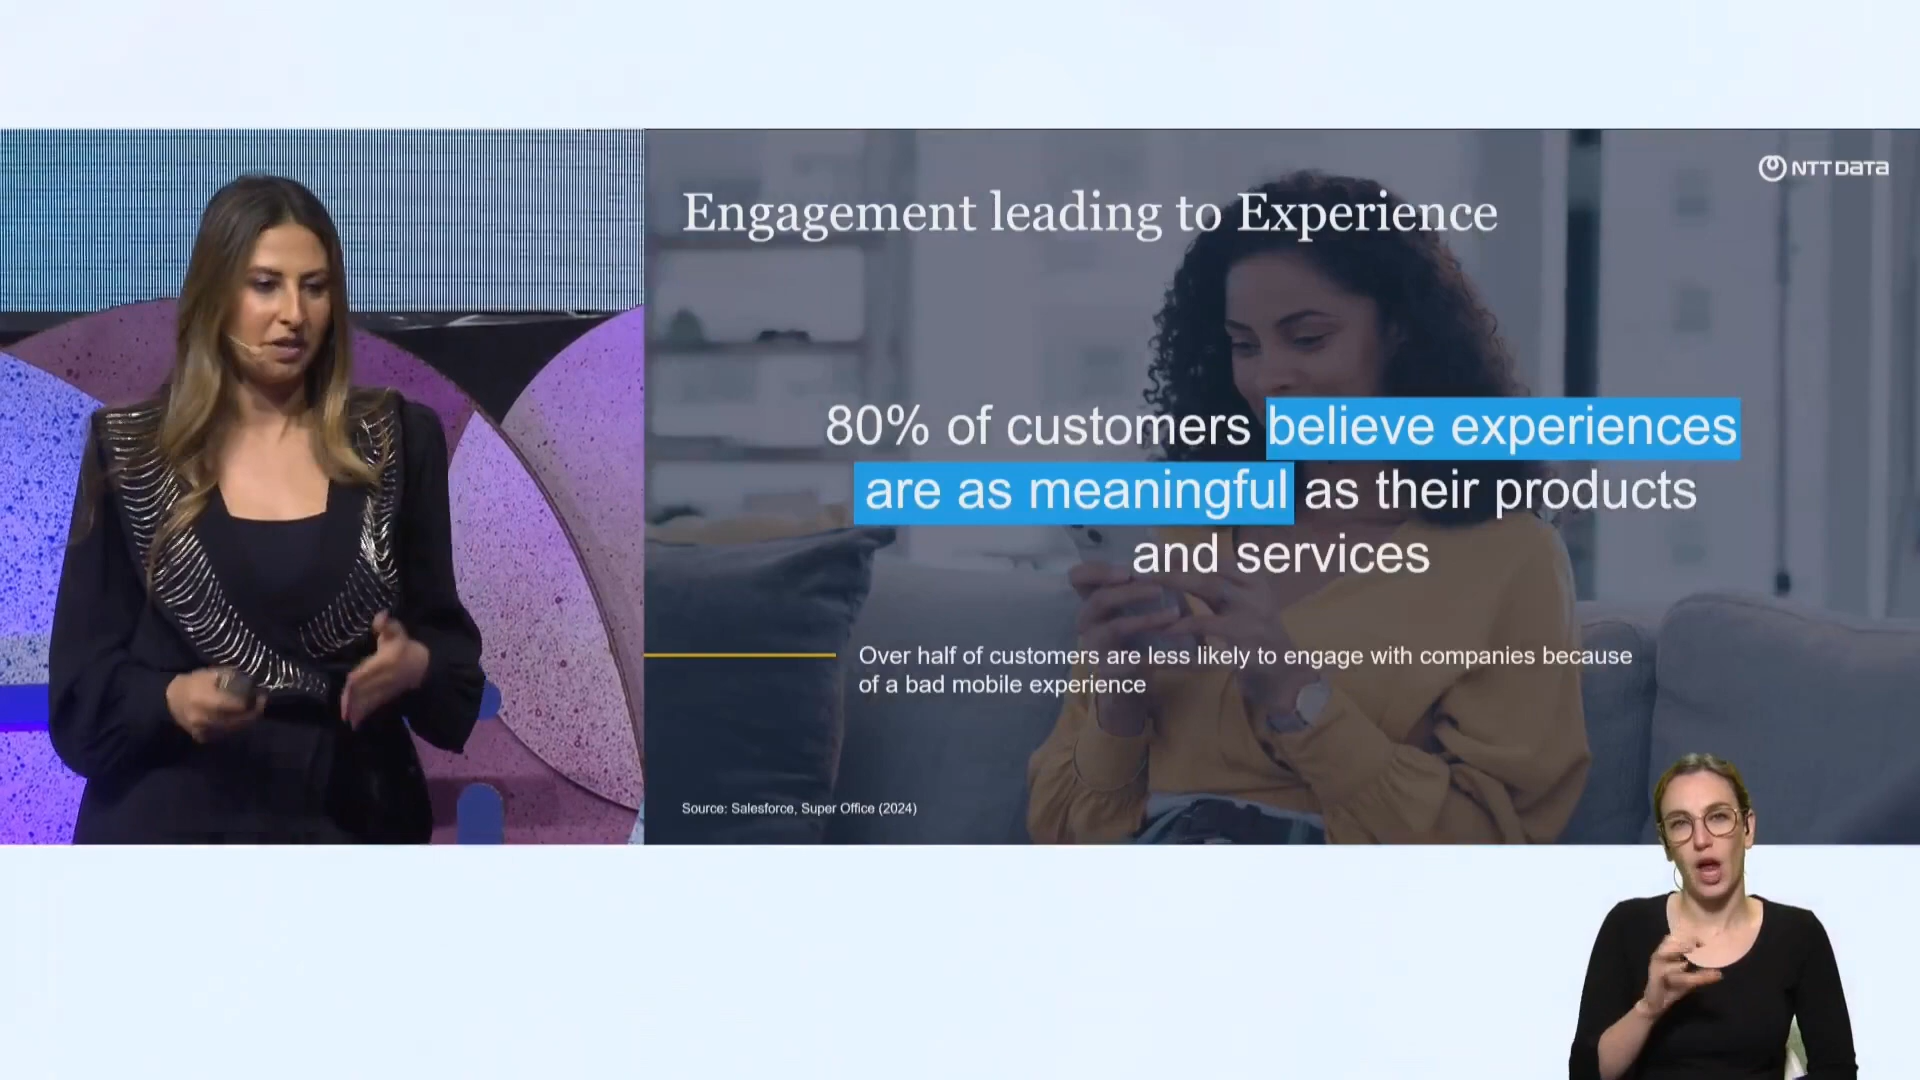 NTT DATA
Engagement leading to Experience
80% of customers believe experiences
are as meaningful as their products
and services
Over half of customers are less likely to engage with companies because
of a bad mobile experience
Source: Salesforce, Super Office (2024)